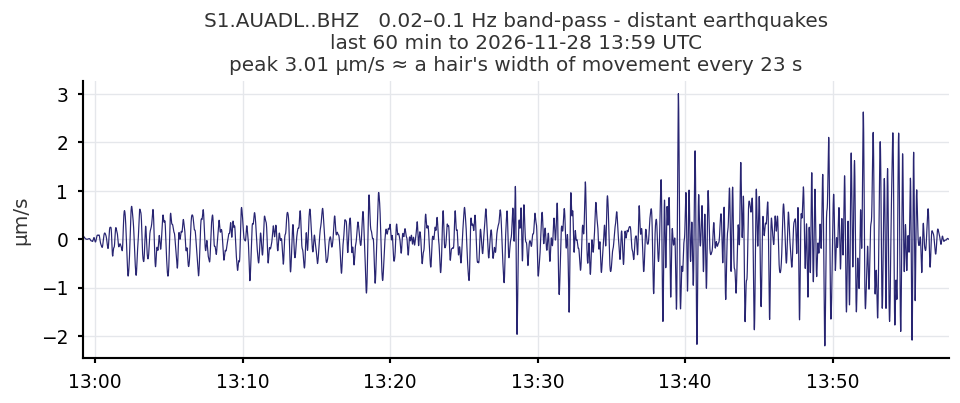 S1.AUADL..BHZ   0.02–0.1 Hz band-pass - distant earthquakes
last 60 min to 2026-11-28 13:59 UTC
peak 3.01 µm/s ≈ a hair's width of movement every 23 s
µm/s
3
2
1
0
−1
−2
13:00 13:10 13:20 13:30 13:40 13:50